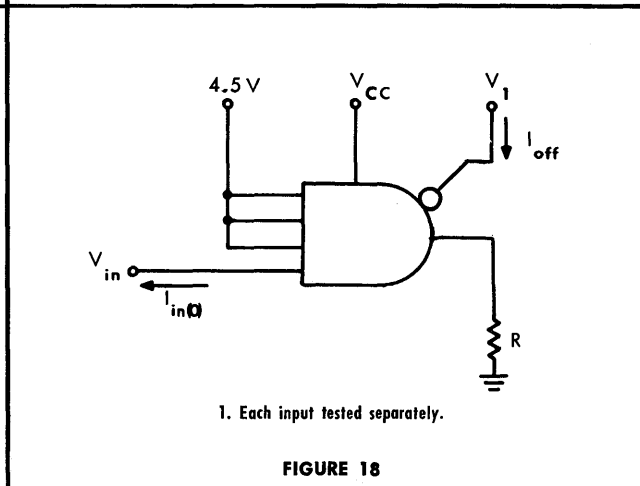 4.5 V
V CC
V 1
I off
V in
I in(0)
R
1. Each input tested separately.
FIGURE 18